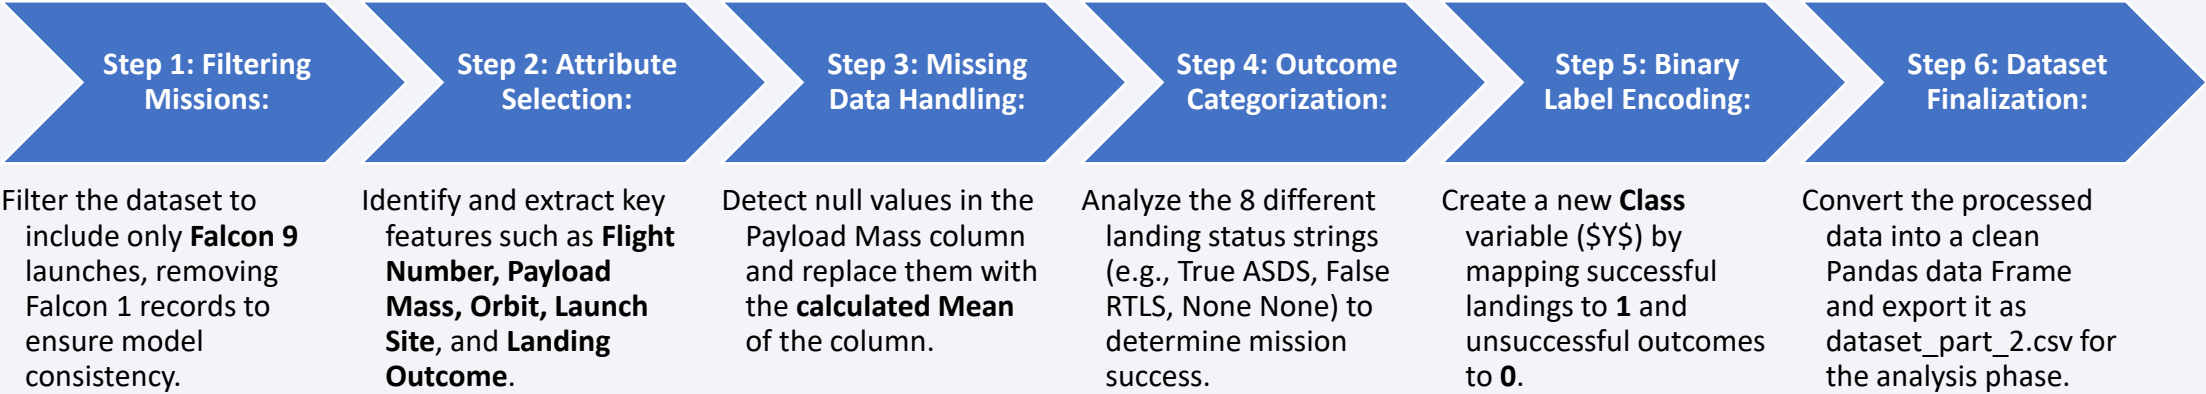 Step 1: Filtering
Missions:
Filter the dataset to
include only Falcon 9
launches, removing
Falcon 1 records to
ensure model
consistency.
Step 2: Attribute
Selection:
Identify and extract key
features such as Flight
Number, Payload
Mass, Orbit, Launch
Site, and Landing
Outcome.
Step 3: Missing
Data Handling:
Detect null values in the
Payload Mass column
and replace them with
the calculated Mean
of the column.
Step 4: Outcome
Categorization:
Analyze the 8 different
landing status strings
(e.g., True ASDS, False
RTLS, None None) to
determine mission
success.
Step 5: Binary
Label Encoding:
Create a new Class
variable ($Y$) by
mapping successful
landings to 1 and
unsuccessful outcomes
to 0.
Step 6: Dataset
Finalization:
Convert the processed
data into a clean
Pandas data Frame
and export it as
dataset_part_2.csv for
the analysis phase.